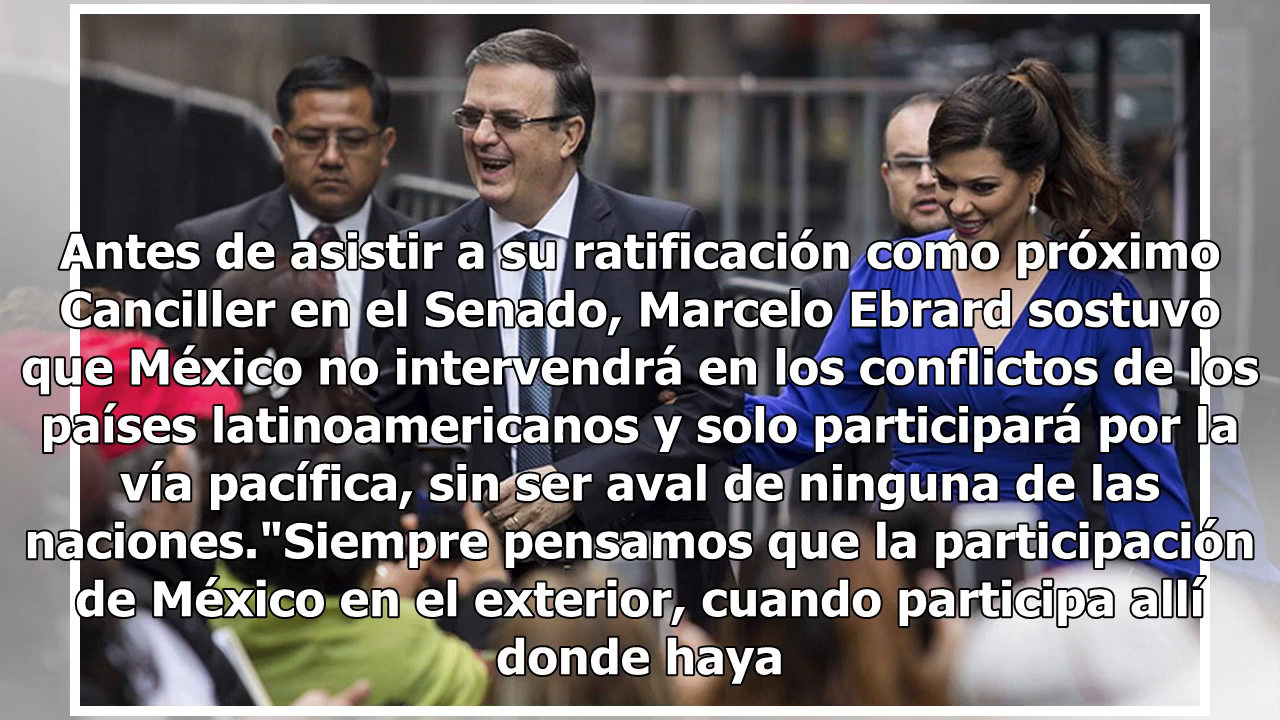 Antes de asistir a su ratificación como próximo
Canciller en el Senado, Marcelo Ebrard sostuvo
que México no intervendrá en los conflictos de los
países latinoamericanos y solo participará por la
vía pacífica, sin ser aval de ninguna de las
naciones."Siempre pensamos que la participación
de México en el exterior, cuando participa allí
donde haya